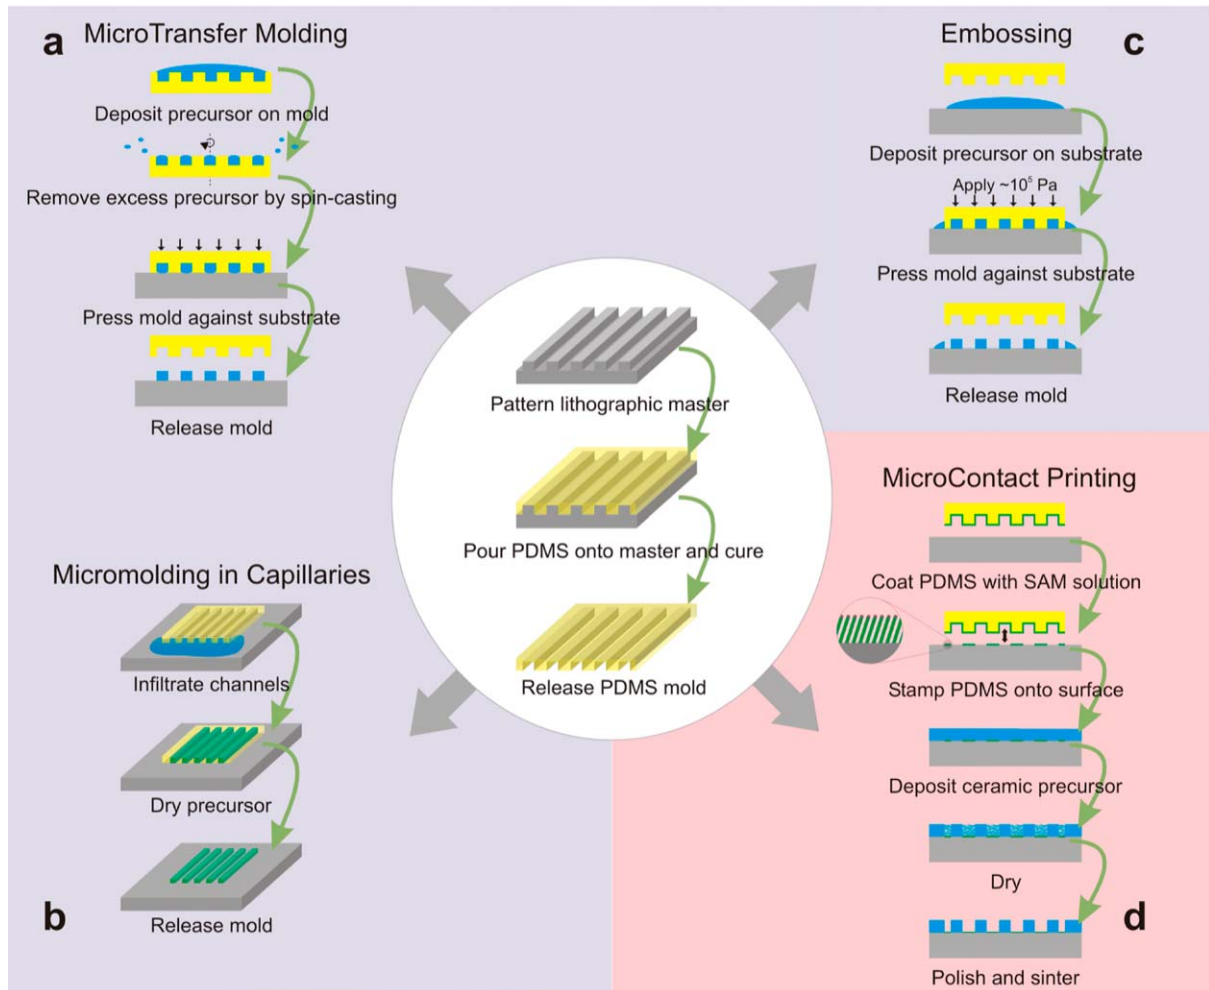 a
MicroTransfer Molding
Deposit precursor on mold
Remove excess precursor by spin-casting
Press mold against substrate
Release mold
Embossing
c
Deposit precursor on substrate
Apply ~10⁵ Pa
Press mold against substrate
Release mold
Pattern lithographic master
Pour PDMS onto master and cure
Release PDMS mold
Micromolding in Capillaries
Infiltrate channels
Dry precursor
Release mold
b
MicroContact Printing
Coat PDMS with SAM solution
Stamp PDMS onto surface
Deposit ceramic precursor
Dry
d
Polish and sinter